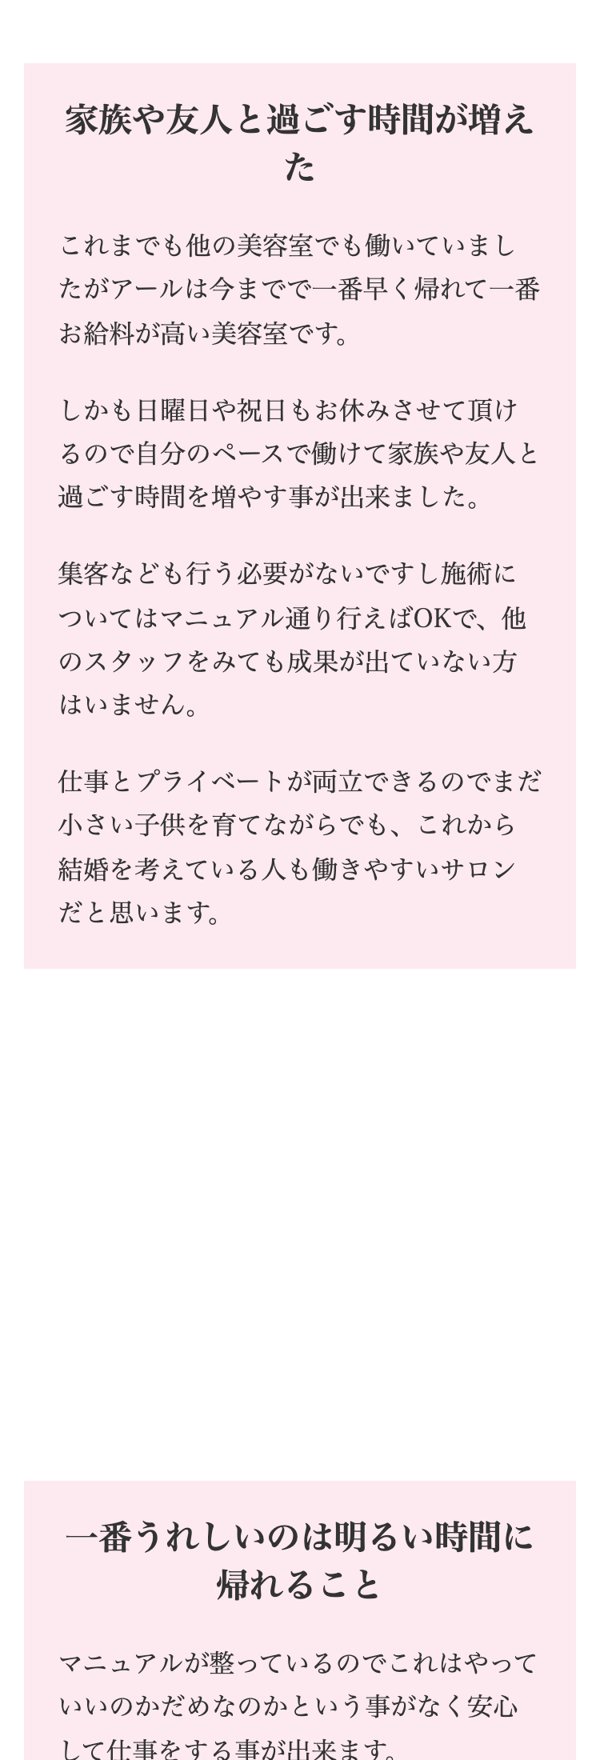 家族や友人と過ごす時間が増え
た
これまでも他の美容室でも働いていまし
たがアールは今までで一番早く帰れて一番
お給料が高い美容室です。
しかも日曜日や祝日もお休みさせて頂け
るので自分のペースで働けて家族や友人と
過ごす時間を増やす事が出来ました。
集客なども行う必要がないですし施術に
ついてはマニュアル通り行えばOKで、他
のスタッフをみても成果が出ていない方
はいません。
仕事とプライベートが両立できるのでまだ
小さい子供を育てながらでも、これから
結婚を考えている人も働きやすいサロン
だと思います。
一番うれしいのは明るい時間に
帰れること
マニュアルが整っているのでこれはやって
いいのかだめなのかという事がなく安心
して仕事をする事が出来ます。